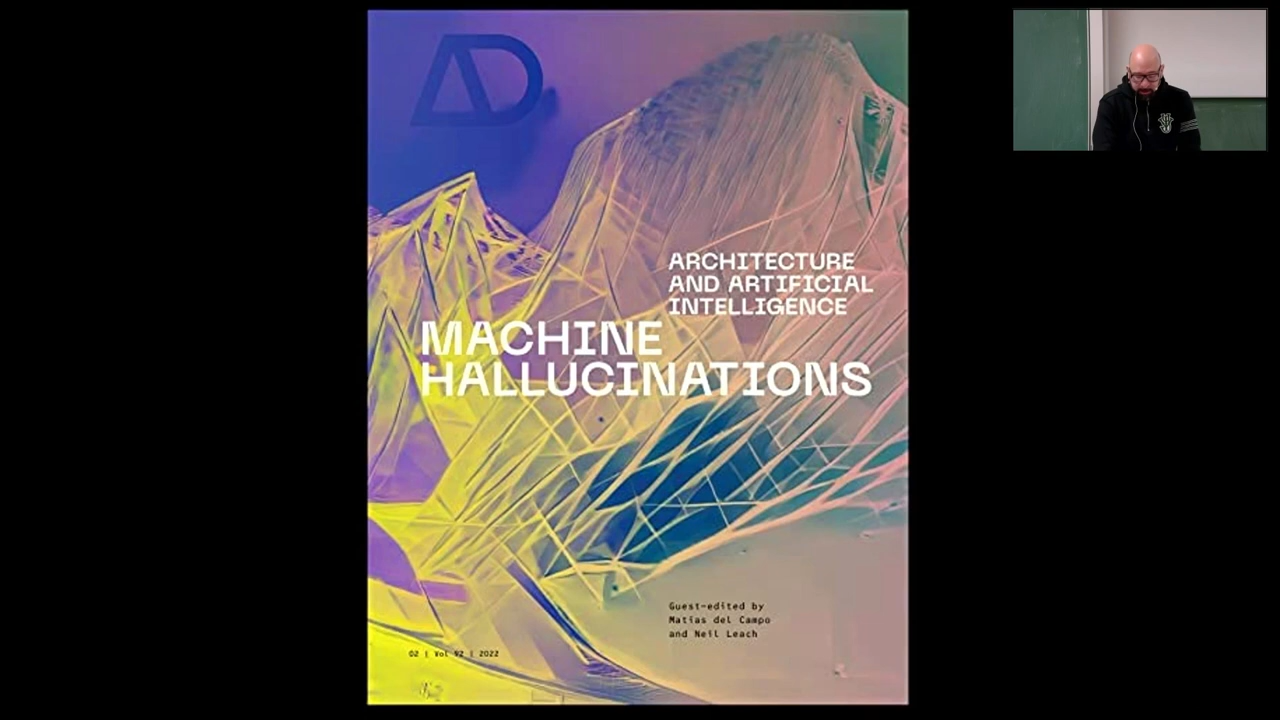 AD
ARCHITECTURE
AND ARTIFICIAL
INTELLIGENCE
MACHINE
HALLUCINATIONS
Guest-edited by
Matias del Campo
and Neil Leach
02 | Vol 92 | 2022